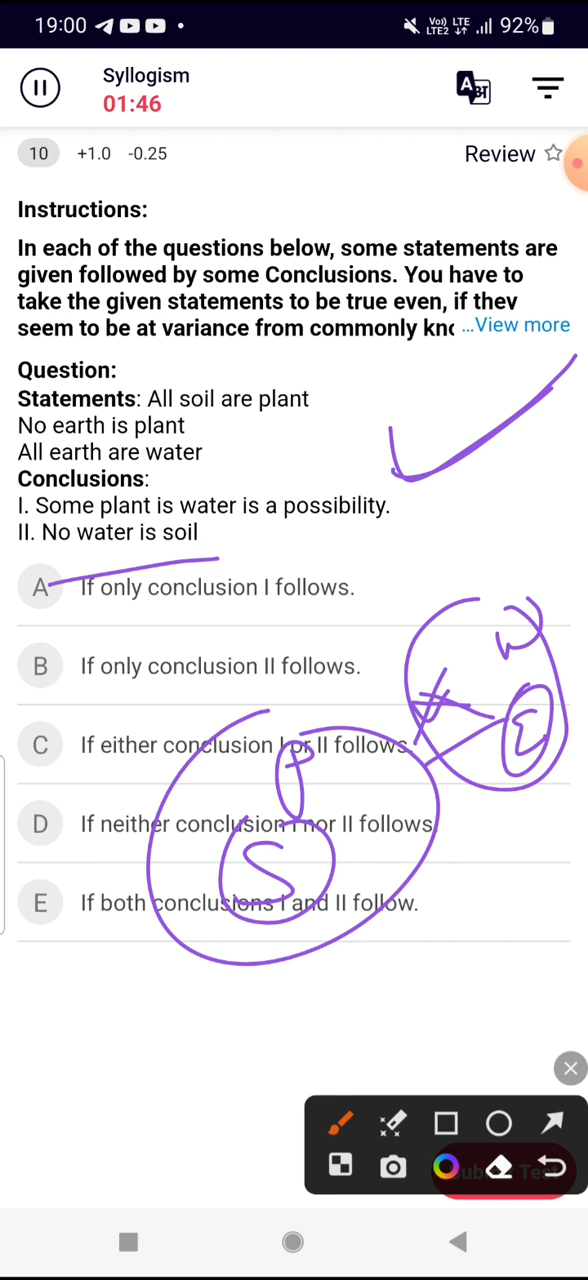 19:00
Vo)) LTE
LTE2
92%
Syllogism
01:46
10 +1.0 -0.25 Review
Instructions:
In each of the questions below, some statements are
given followed by some Conclusions. You have to
take the given statements to be true even, if they
seem to be at variance from commonly kno ...View more
Question:
Statements: All soil are plant
No earth is plant
All earth are water
Conclusions:
I. Some plant is water is a possibility.
II. No water is soil
A If only conclusion I follows.
B If only conclusion II follows.
C If either conclusion I or II follows.
D If neither conclusion I nor II follows
E If both conclusions I and II follow.
W
E
P
S